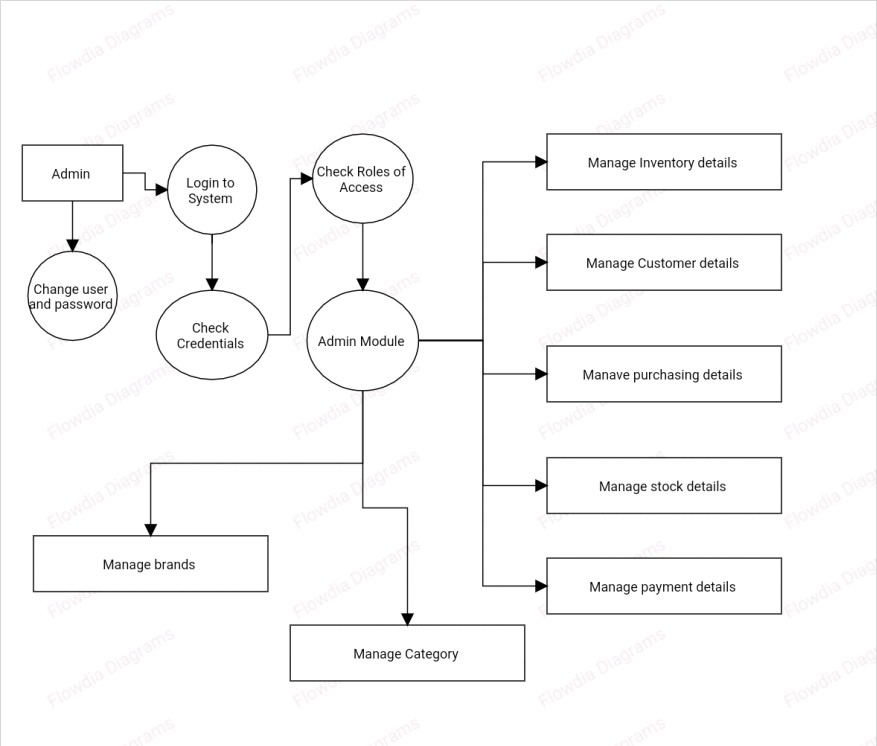 Admin
Login to
System
Check Roles of
Access
Manage Inventory details
Manage Customer details
Change user
and password
Check
Credentials
Admin Module
Manave purchasing details
Manage stock details
Manage brands
Manage payment details
Manage Category
Flowdia Diagrams